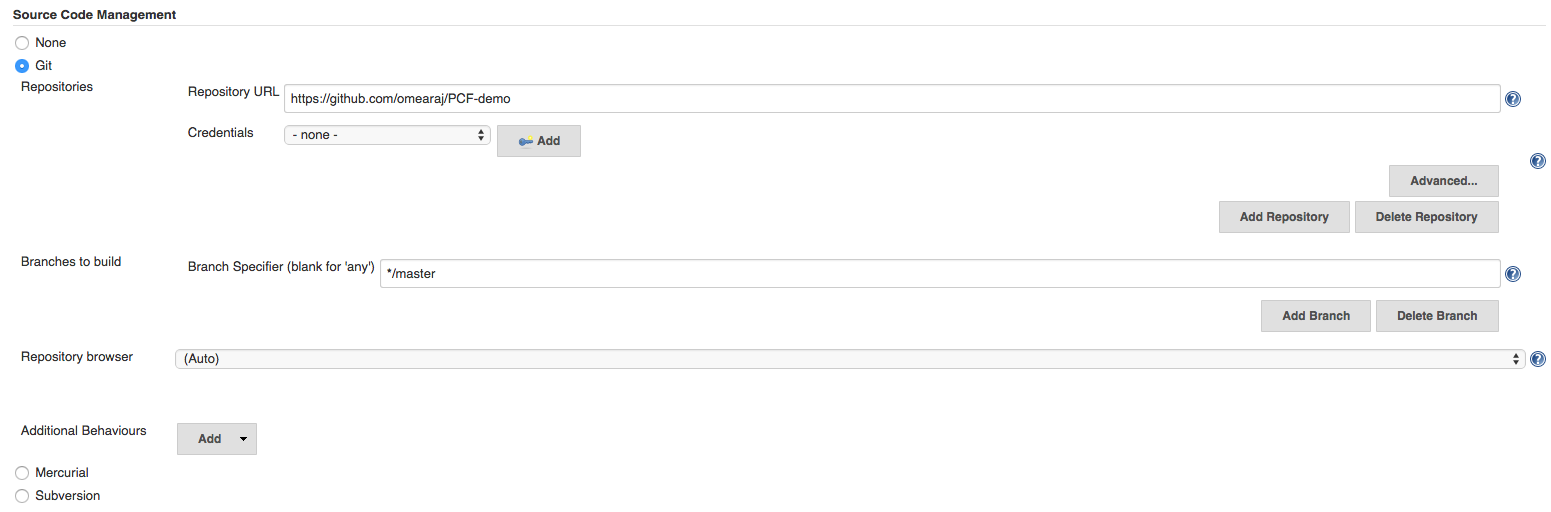 Source Code Management
None
Git
Repositories
Repository URL https://github.com/omearaj/PCF-demo ?
Credentials - none - Add
?
Advanced...
Add Repository Delete Repository
Branches to build Branch Specifier (blank for 'any') */master ?
Add Branch Delete Branch
Repository browser (Auto) ?
Additional Behaviours Add
Mercurial
Subversion